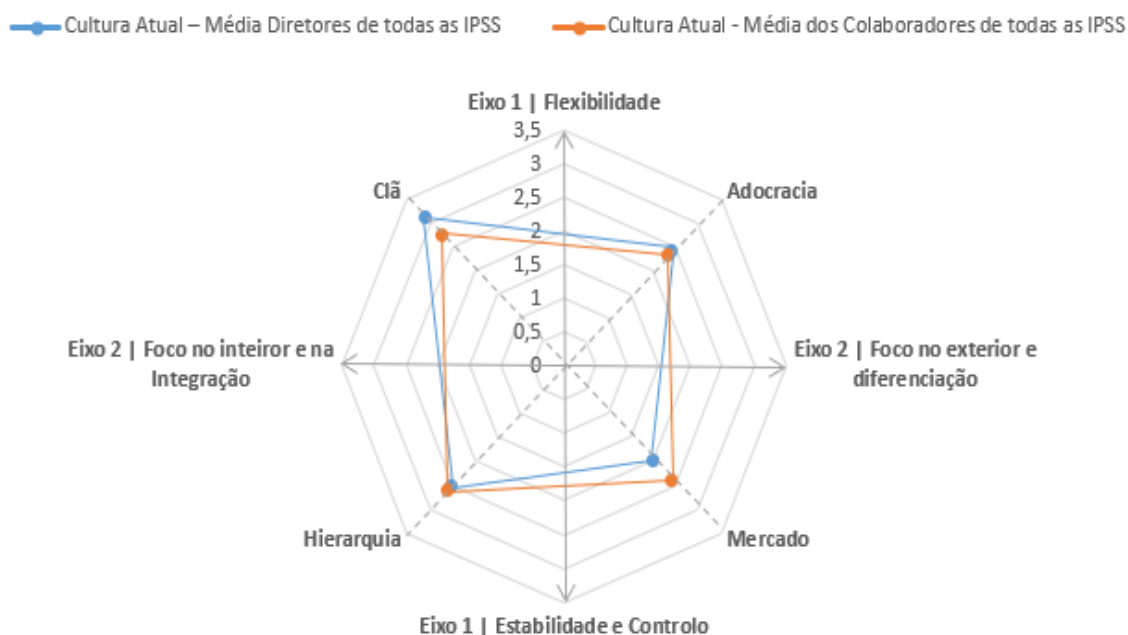 Cultura Atual – Média Diretores de todas as IPSS
Cultura Atual - Média dos Colaboradores de todas as IPSS
Eixo 1 | Flexibilidade
3,5
3
2,5
2
1,5
1
0,5
0
Clã
Adocracia
Eixo 2 | Foco no inteiror e na
Integração
Eixo 2 | Foco no exterior e
diferenciação
Hierarquia
Mercado
Eixo 1 | Estabilidade e Controlo